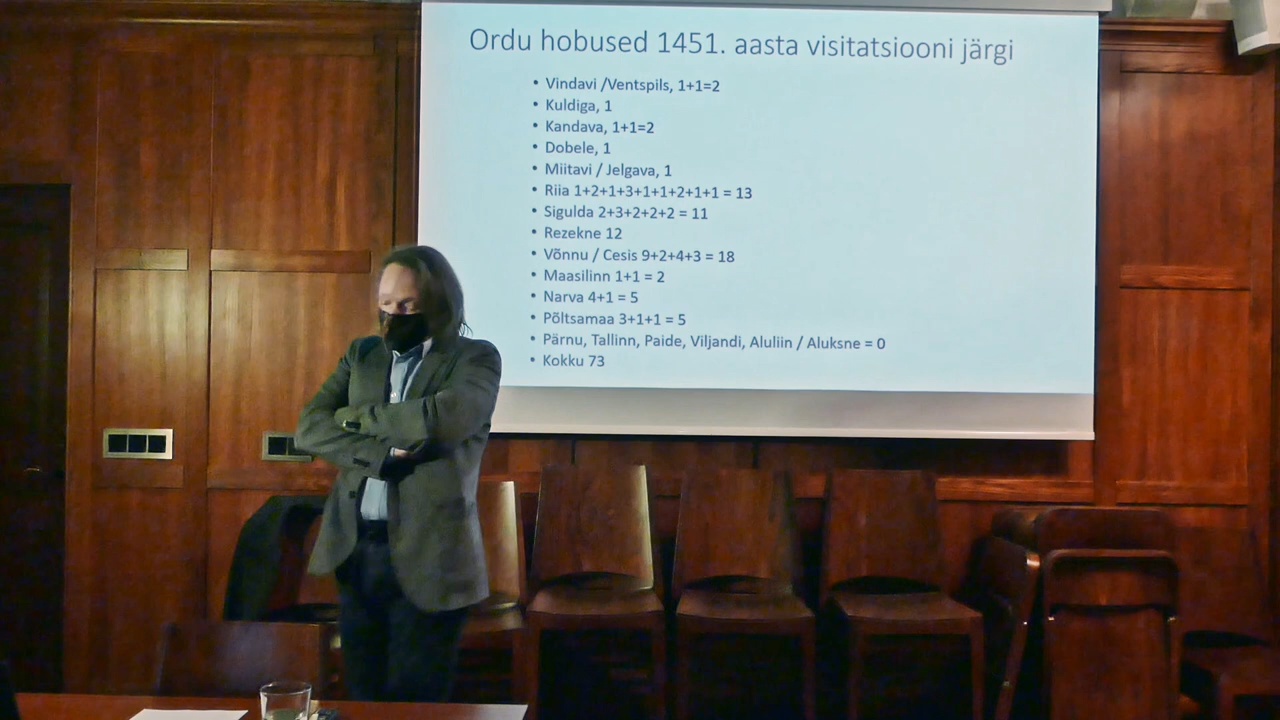 Ordu hobused 1451. aasta visitatsiooni järgi
• Vindavi /Ventspils, 1+1=2
• Kuldiga, 1
• Kandava, 1+1=2
• Dobele, 1
• Miitavi / Jelgava, 1
• Riia 1+2+1+3+1+1+2+1+1 = 13
• Sigulda 2+3+2+2+2 = 11
• Rezekne 12
• Võnnu / Cesis 9+2+4+3 = 18
• Maasilinn 1+1 = 2
• Narva 4+1 = 5
• Põltsamaa 3+1+1 = 5
• Pärnu, Tallinn, Paide, Viljandi, Aluliin / Aluksne = 0
• Kokku 73